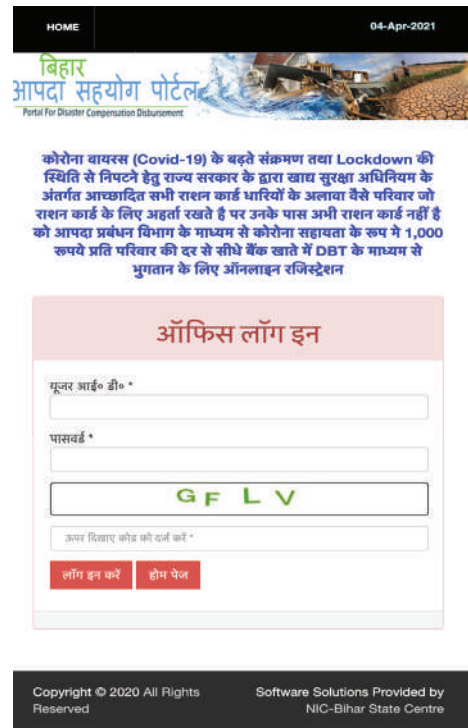 HOME
04-Apr-2021
बिहार
आपदा सहयोग पोर्टल
Portal For Disaster Compensation Disbursement
कोरोना वायरस (Covid-19) के बढ़ते संक्रमण तथा Lockdown की
स्थिति से निपटने हेतु राज्य सरकार के द्वारा खाद्य सुरक्षा अधिनियम के
अंतर्गत आच्छादित सभी राशन कार्ड धारियों के अलावा वैसे परिवार जो
राशन कार्ड के लिए अहर्ता रखते है पर उनके पास अभी राशन कार्ड नहीं है
को आपदा प्रबंधन विभाग के माध्यम से कोरोना सहायता के रूप मे 1,000
रूपये प्रति परिवार की दर से सीधे बैंक खाते में DBT के माध्यम से
भुगतान के लिए ऑनलाइन रजिस्ट्रेशन
ऑफिस लॉग इन
यूजर आई० डी० *
पासवर्ड *
G F L V
ऊपर दिखाए कोड को दर्ज करें *
लॉग इन करें
होम पेज
Copyright © 2020 All Rights
Reserved
Software Solutions Provided by
NIC-Bihar State Centre